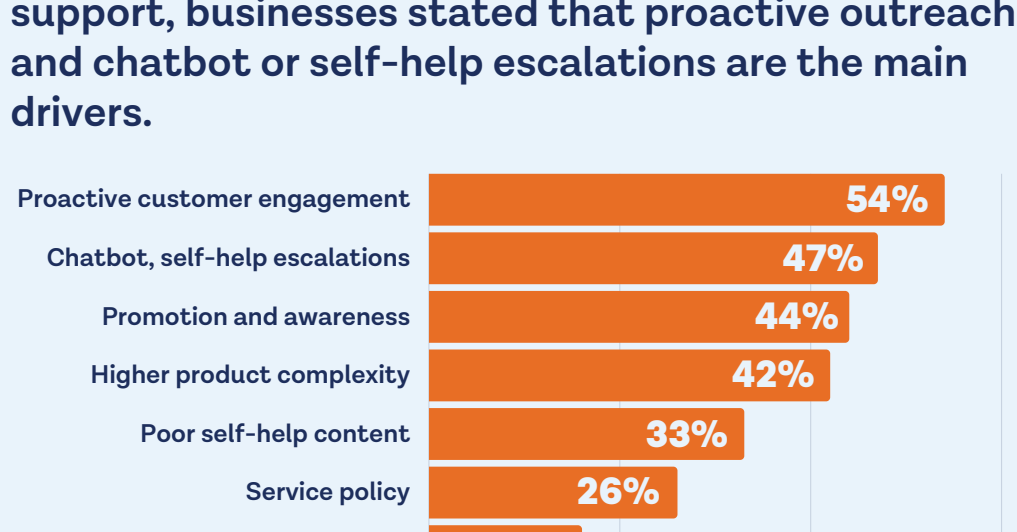 support, businesses stated that proactive outreach
and chatbot or self-help escalations are the main
drivers.
Proactive customer engagement 54%
Chatbot, self-help escalations 47%
Promotion and awareness 44%
Higher product complexity 42%
Poor self-help content 33%
Service policy 26%